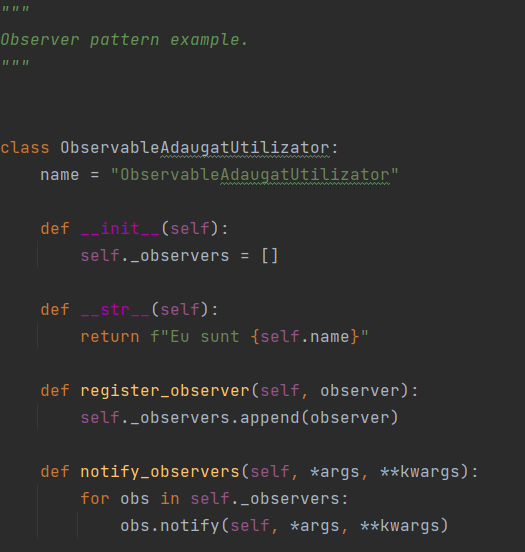 """
Observer pattern example.
"""
class ObservableAdaugatUtilizator:
    name = "ObservableAdaugatUtilizator"
    def __init__(self):
        self._observers = []
    def __str__(self):
        return f"Eu sunt {self.name}"
    def register_observer(self, observer):
        self._observers.append(observer)
    def notify_observers(self, *args, **kwargs):
        for obs in self._observers:
            obs.notify(self, *args, **kwargs)